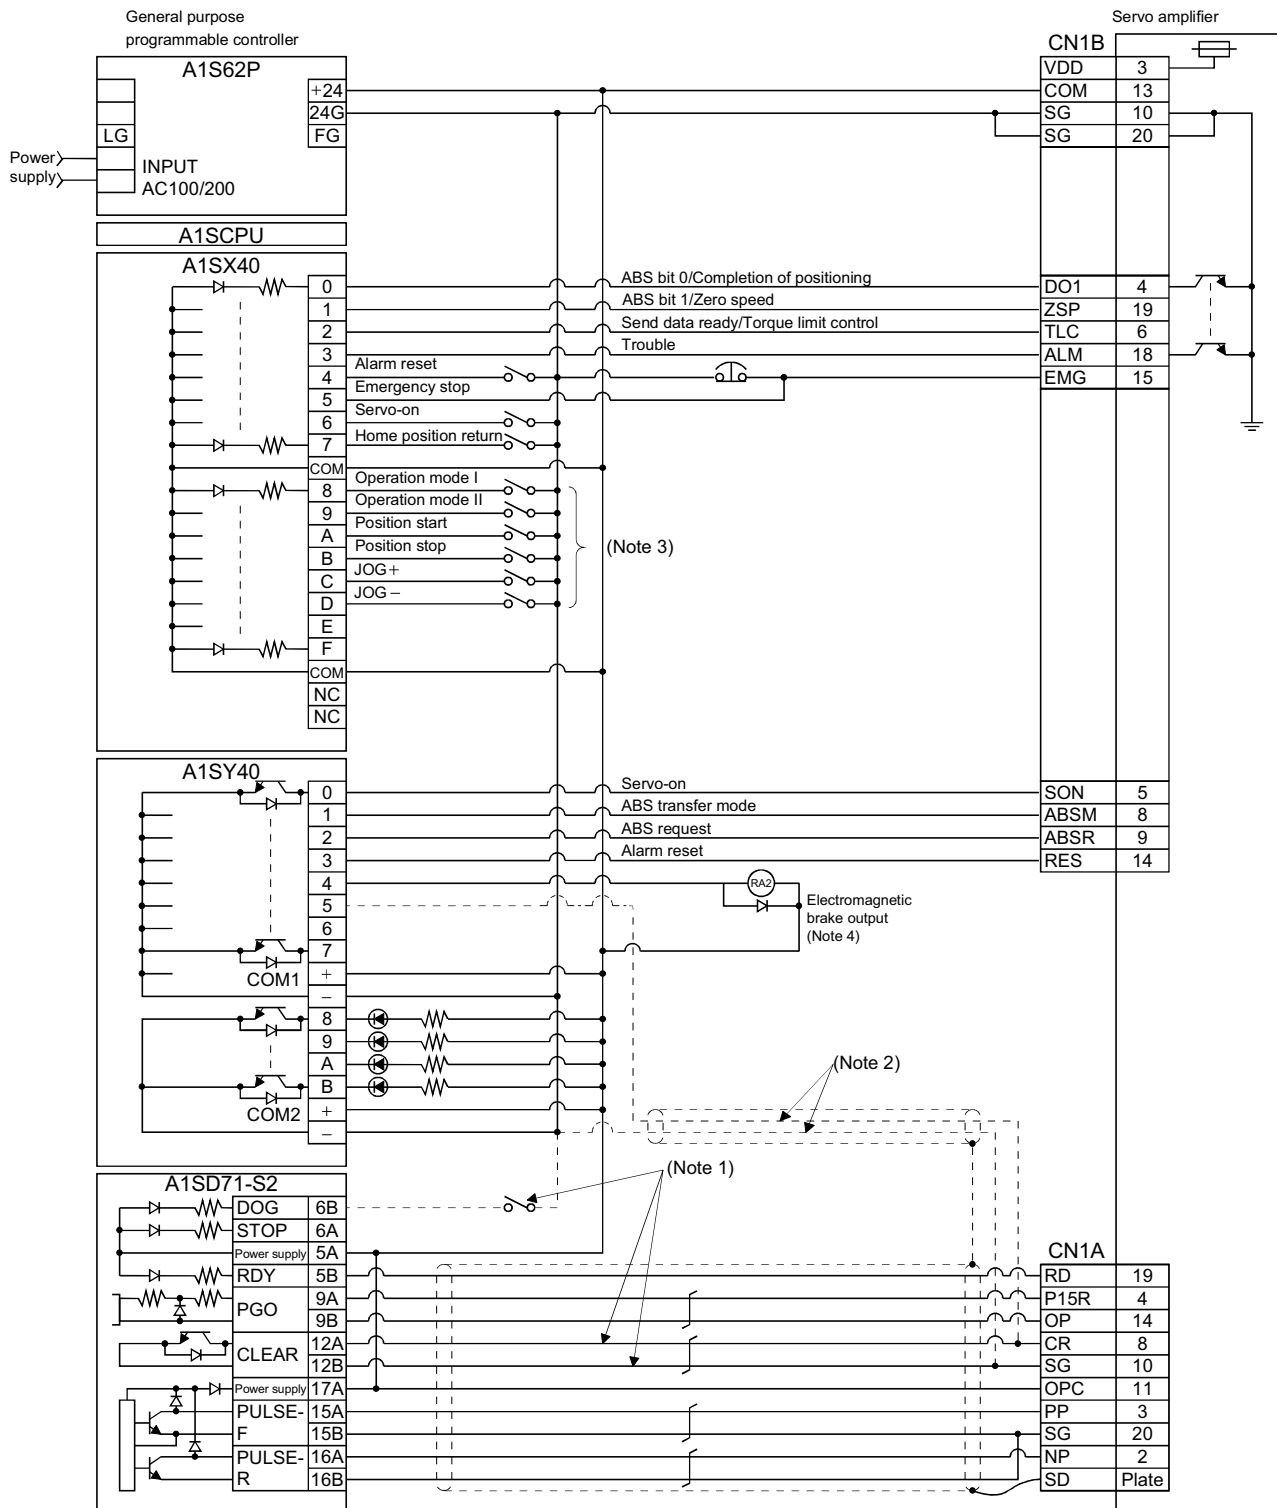 General purpose
programmable controller
Servo amplifier
A1S62P
+24
24G
FG
LG
Power
supply
INPUT
AC100/200
CN1B
VDD 3
COM 13
SG 10
SG 20
A1SCPU
A1SX40
0 ABS bit 0/Completion of positioning DO1 4
1 ABS bit 1/Zero speed ZSP 19
2 Send data ready/Torque limit control TLC 6
3 Trouble ALM 18
4 Alarm reset EMG 15
5 Emergency stop
6 Servo-on
7 Home position return
COM
8 Operation mode I
9 Operation mode II
A Position start
B Position stop
C JOG+
D JOG−
(Note 3)
E
F
COM
NC
NC
A1SY40
0 Servo-on SON 5
1 ABS transfer mode ABSM 8
2 ABS request ABSR 9
3 Alarm reset RES 14
4 RA2
5
6
7
Electromagnetic
brake output
(Note 4)
COM1
+
−
8
9
A
B
COM2
+
−
(Note 2)
(Note 1)
A1SD71-S2
DOG 6B
STOP 6A
Power supply 5A
RDY 5B
PGO 9A
9B
CLEAR 12A
12B
Power supply 17A
PULSE-
F
15A
15B
PULSE-
R
16A
16B
CN1A
RD 19
P15R 4
OP 14
CR 8
SG 10
OPC 11
PP 3
SG 20
NP 2
SD Plate